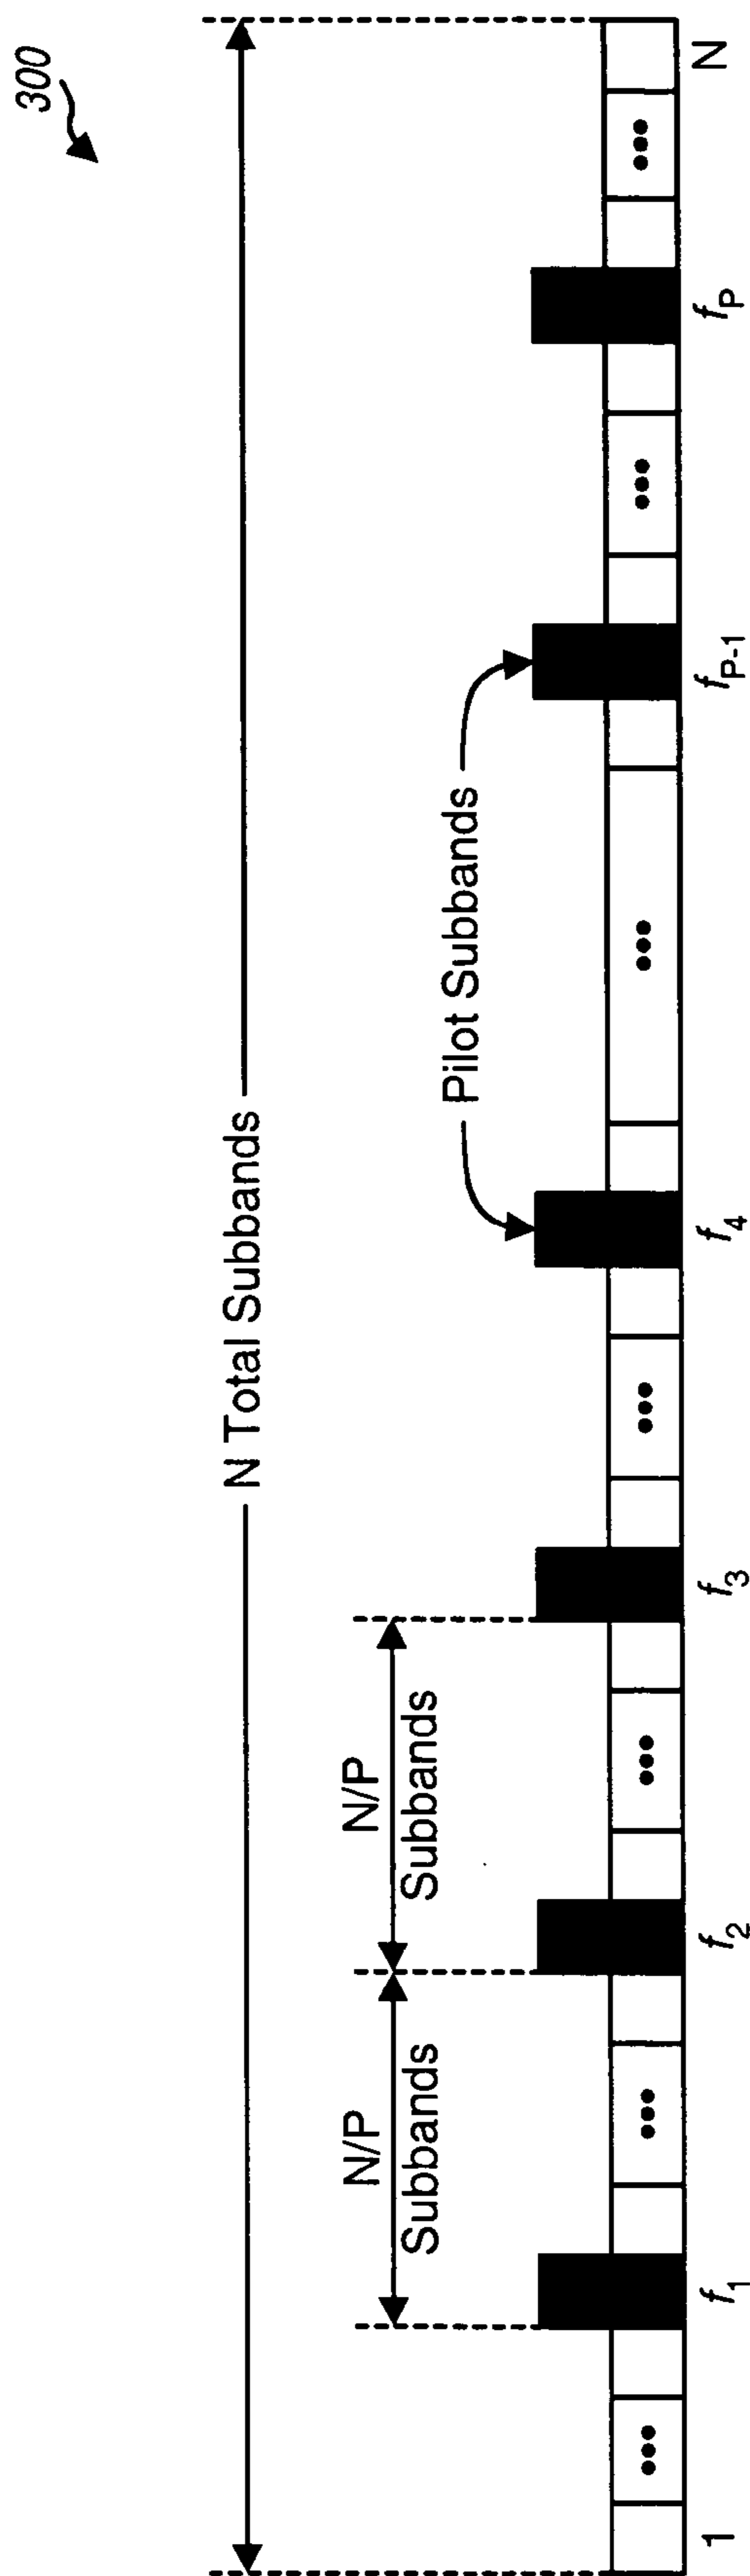 300
N Total Subbands
Pilot Subbands
N/P
Subbands
N/P
Subbands
1
f1
f2
f3
f4
fP-1
fP
N